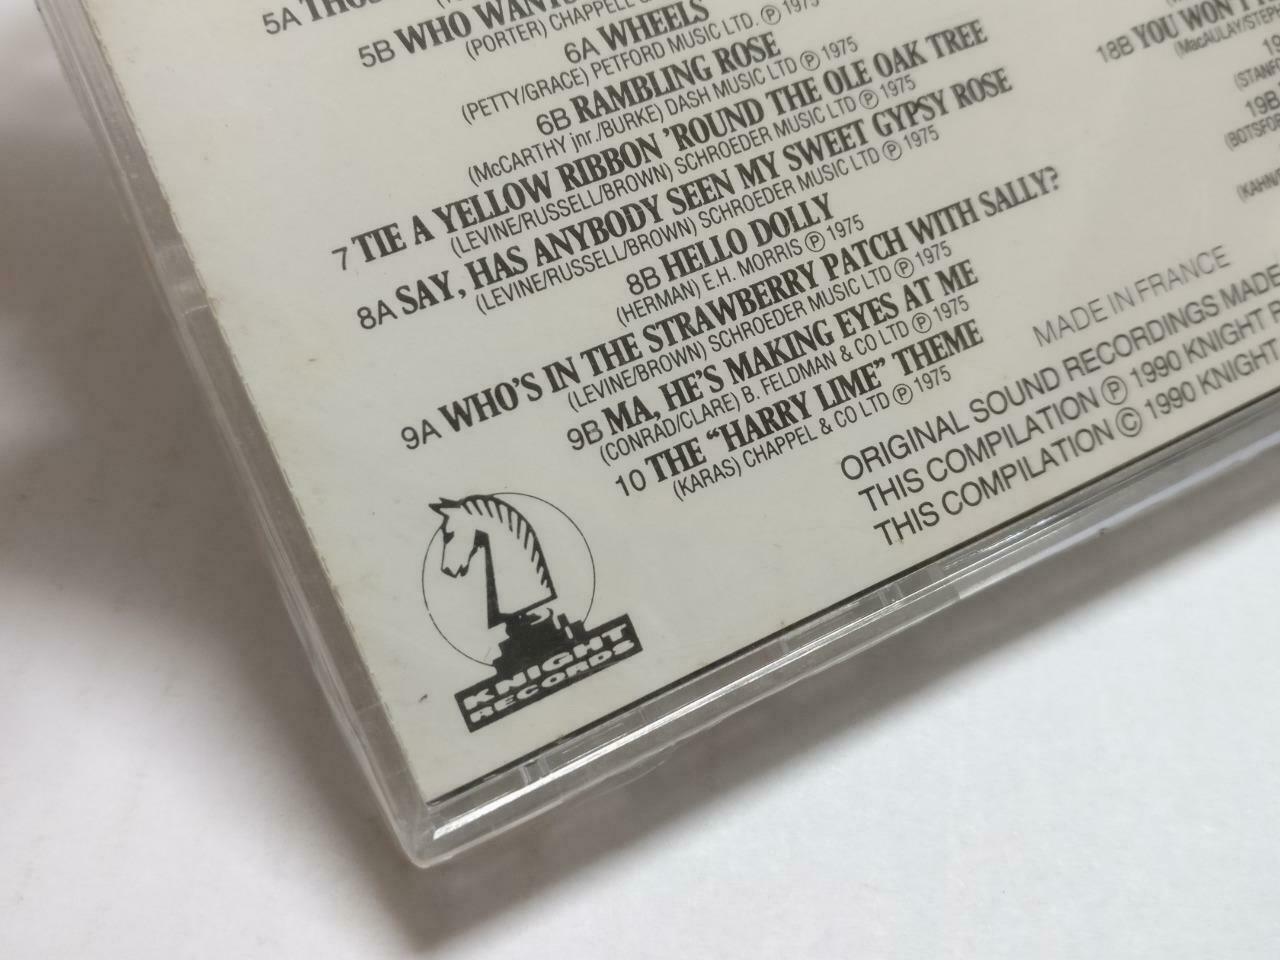 5A
5B WHO
(PORTER) CHAPPELL
6A WHEELS
(PETTY/GRACE) PETFORD MUSIC LTD. ℗ 1975
6B RAMBLING ROSE
(McCARTHY jnr./BURKE) DASH MUSIC LTD ℗ 1975
7 TIE A YELLOW RIBBON 'ROUND THE OLE OAK TREE
(LEVINE/RUSSELL/BROWN) SCHROEDER MUSIC LTD ℗ 1975
8A SAY, HAS ANYBODY SEEN MY SWEET GYPSY ROSE
(LEVINE/RUSSELL/BROWN) SCHROEDER MUSIC LTD ℗ 1975
8B HELLO DOLLY
(HERMAN) E.H. MORRIS ℗ 1975
9A WHO'S IN THE STRAWBERRY PATCH WITH SALLY?
(LEVINE/BROWN) SCHROEDER MUSIC LTD ℗ 1975
9B MA, HE'S MAKING EYES AT ME
(CONRAD/CLARE) B. FELDMAN & CO LTD ℗ 1975
10 THE "HARRY LIME" THEME
(KARAS) CHAPPEL & CO LTD ℗ 1975
18B YOU WON'T
19B
MADE IN FRANCE
ORIGINAL SOUND RECORDINGS MADE
THIS COMPILATION ℗ 1990 KNIGHT
THIS COMPILATION © 1990 KNIGHT
KNIGHT
RECORDS